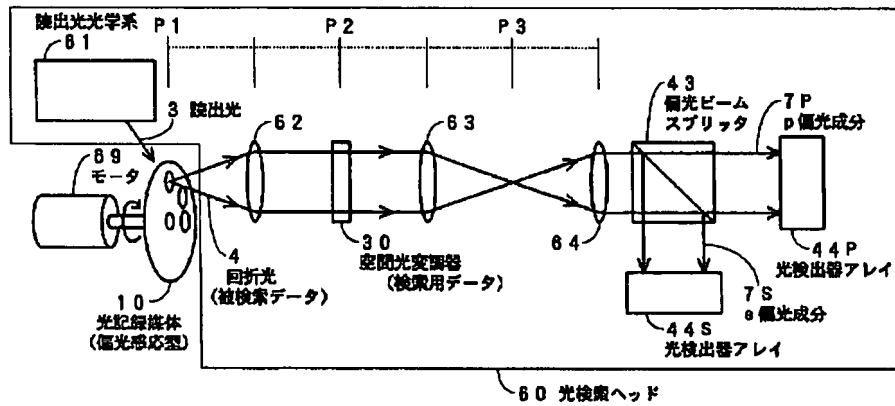 読出光光学系
61
P1
P2
P3
3 読出光
69
モータ
62
63
43
偏光ビーム
スプリッタ
7P
p偏光成分
4
回折光
(被検索データ)
30
空間光変調器
(検索用データ)
64
44P
光検出器アレイ
10
光記録媒体
(偏光感応型)
7S
s偏光成分
44S
光検出器アレイ
60 光検索ヘッド